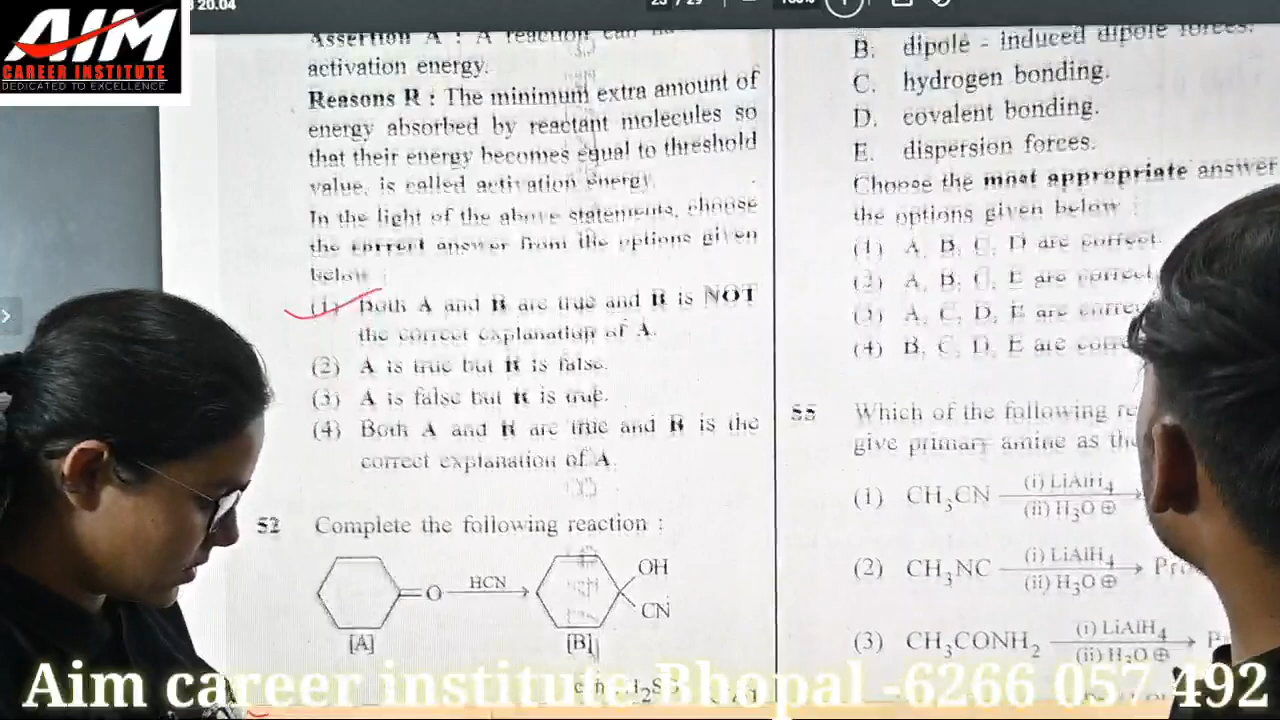 20.04
AIM
CAREER INSTITUTE
DEDICATED TO EXCELLENCE
Assertion A : A reaction can
activation energy.
Reasons R : The minimum extra amount of
energy absorbed by reactant molecules so
that their energy becomes equal to threshold
value, is called activation energy.
In the light of the above statements, choose
the correct answer from the options given
below :
(1) Both A and R are true and R is NOT
the correct explanation of A.
(2) A is true but R is false.
(3) A is false but R is true.
(4) Both A and R are true and R is the
correct explanation of A.
52 Complete the following reaction :
=O HCN OH
CN
[A] [B]
B. dipole - induced dipole forces.
C. hydrogen bonding.
D. covalent bonding.
E. dispersion forces.
Choose the most appropriate answer
the options given below :
(1) A, B, C, D are correct.
(2) A, B, C, E are correct.
(3) A, C, D, E are
(4) B, C, D, E are
55 Which of the following
give primary amine as
(1) CH3CN (i) LiAlH4
(ii) H3O⊕
(2) CH3NC (i) LiAlH4
(ii) H3O⊕
(3) CH3CONH2 (i) LiAlH4
(ii) H2O⊕
Aim career institute Bhopal -6266 057 492